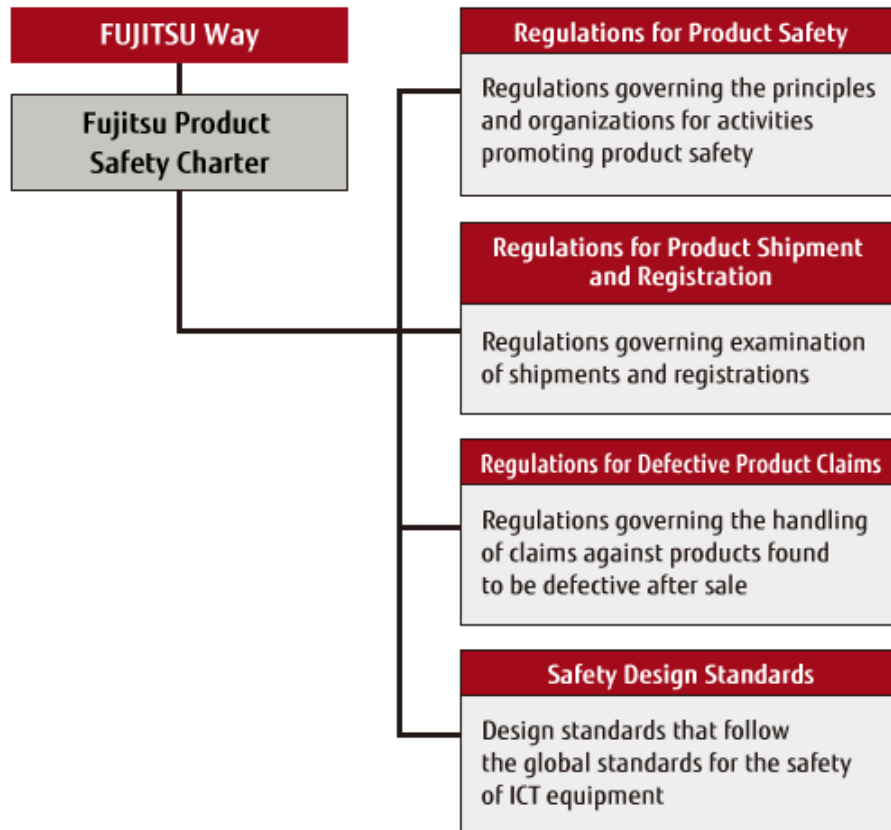 FUJITSU Way
Fujitsu Product
Safety Charter
Regulations for Product Safety
Regulations governing the principles
and organizations for activities
promoting product safety
Regulations for Product Shipment
and Registration
Regulations governing examination
of shipments and registrations
Regulations for Defective Product Claims
Regulations governing the handling
of claims against products found
to be defective after sale
Safety Design Standards
Design standards that follow
the global standards for the safety
of ICT equipment